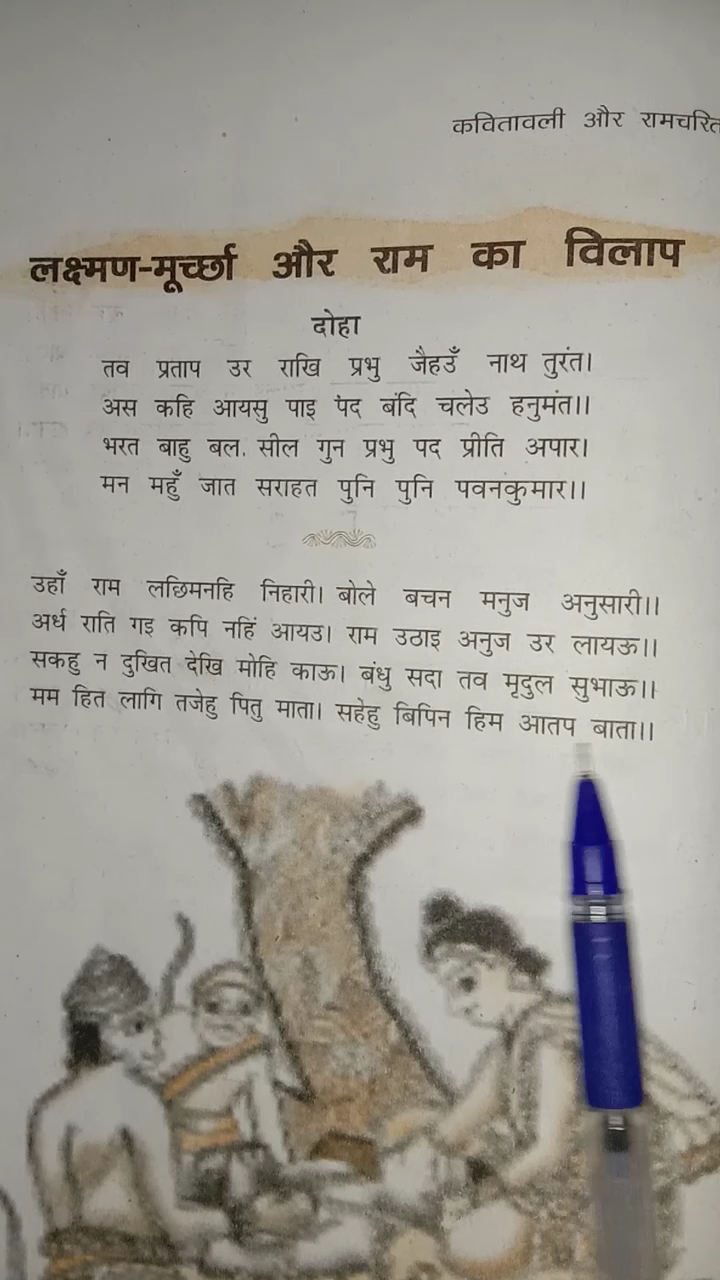 कवितावली और रामचरित
लक्ष्मण-मूर्च्छा और राम का विलाप
दोहा
तव प्रताप उर राखि प्रभु जैहउँ नाथ तुरंत।
अस कहि आयसु पाइ पद बंदि चलेउ हनुमंत।।
भरत बाहु बल. सील गुन प्रभु पद प्रीति अपार।
मन महुँ जात सराहत पुनि पुनि पवनकुमार।।
उहाँ राम लछिमनहि निहारी। बोले बचन मनुज अनुसारी।।
अर्ध राति गइ कपि नहिं आयउ। राम उठाइ अनुज उर लायऊ।।
सकहु न दुखित देखि मोहि काऊ। बंधु सदा तव मृदुल सुभाऊ।।
मम हित लागि तजेहु पितु माता। सहेहु बिपिन हिम आतप बाता।।